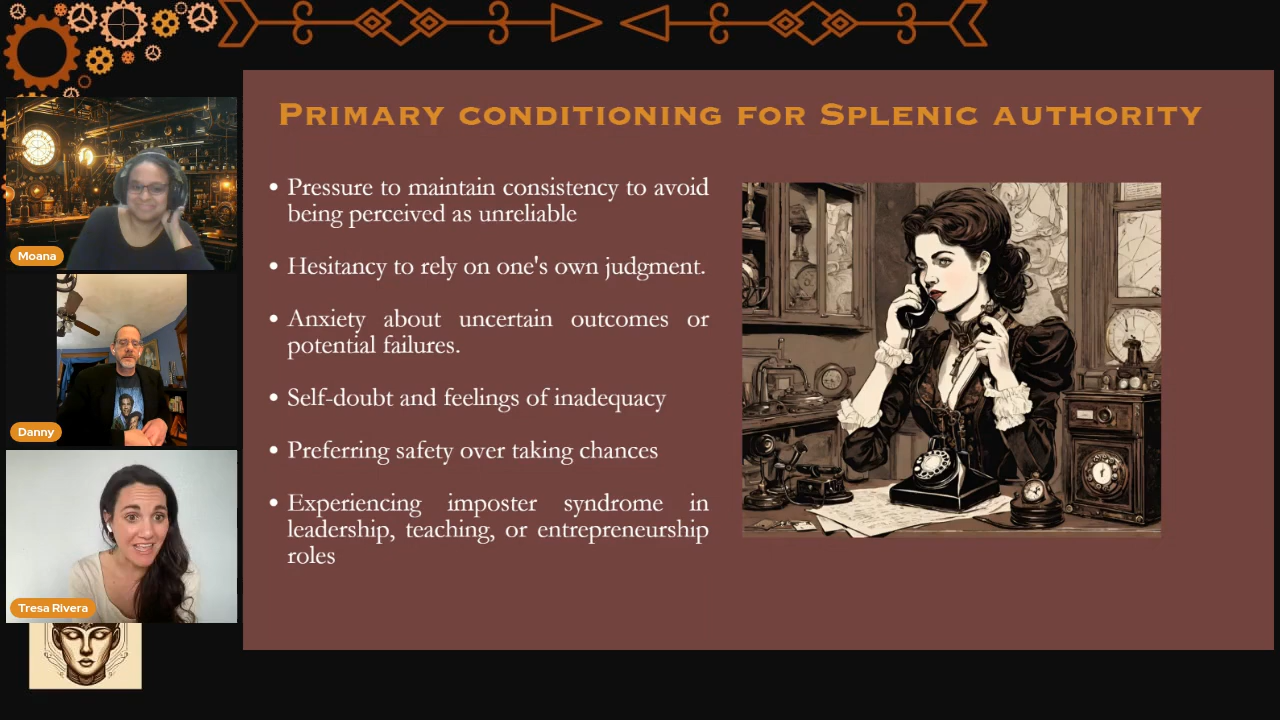 Primary conditioning for Splenic authority
• Pressure to maintain consistency to avoid
being perceived as unreliable
• Hesitancy to rely on one's own judgment.
• Anxiety about uncertain outcomes or
potential failures.
• Self-doubt and feelings of inadequacy
• Preferring safety over taking chances
• Experiencing imposter syndrome in
leadership, teaching, or entrepreneurship
roles
Moana
Danny
Tresa Rivera